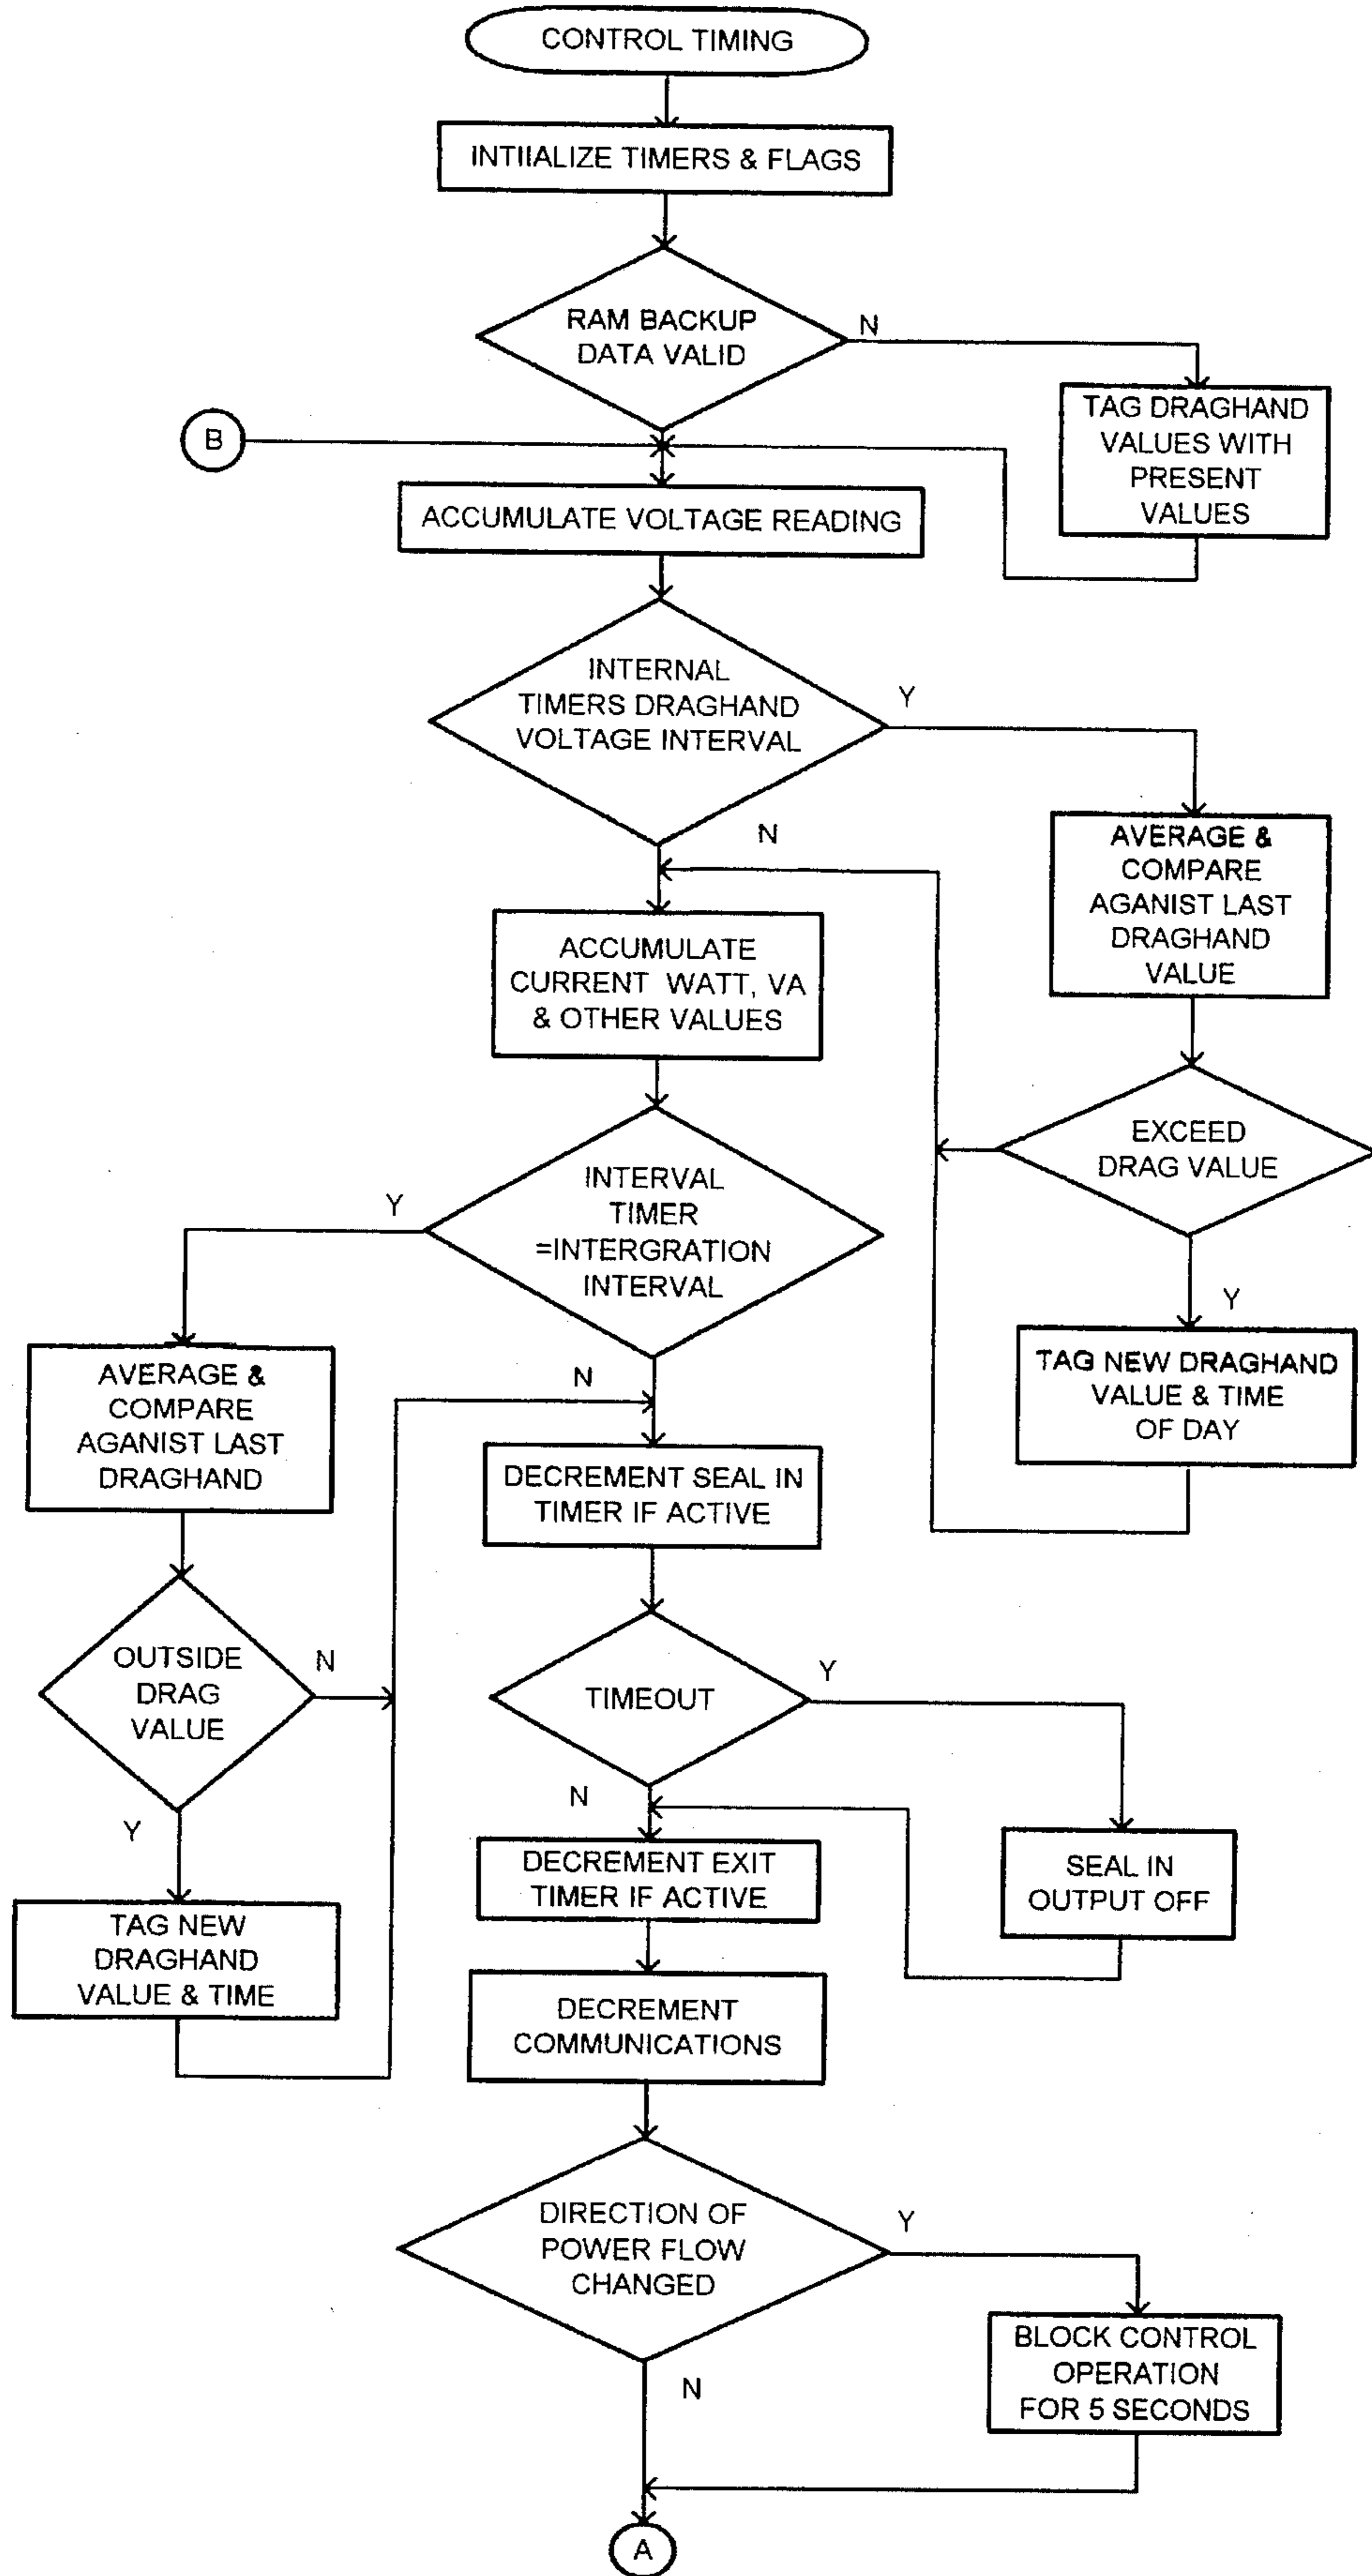 CONTROL TIMING
INTIIALIZE TIMERS & FLAGS
RAM BACKUP
DATA VALID
N
TAG DRAGHAND
VALUES WITH
PRESENT
VALUES
B
ACCUMULATE VOLTAGE READING
INTERNAL
TIMERS DRAGHAND
VOLTAGE INTERVAL
Y
N
AVERAGE &
COMPARE
AGANIST LAST
DRAGHAND
VALUE
ACCUMULATE
CURRENT WATT, VA
& OTHER VALUES
EXCEED
DRAG VALUE
Y
TAG NEW DRAGHAND
VALUE & TIME
OF DAY
INTERVAL
TIMER
=INTERGRATION
INTERVAL
Y
N
AVERAGE &
COMPARE
AGANIST LAST
DRAGHAND
OUTSIDE
DRAG
VALUE
N
Y
TAG NEW
DRAGHAND
VALUE & TIME
DECREMENT SEAL IN
TIMER IF ACTIVE
TIMEOUT
Y
N
SEAL IN
OUTPUT OFF
DECREMENT EXIT
TIMER IF ACTIVE
DECREMENT
COMMUNICATIONS
DIRECTION OF
POWER FLOW
CHANGED
Y
N
BLOCK CONTROL
OPERATION
FOR 5 SECONDS
A